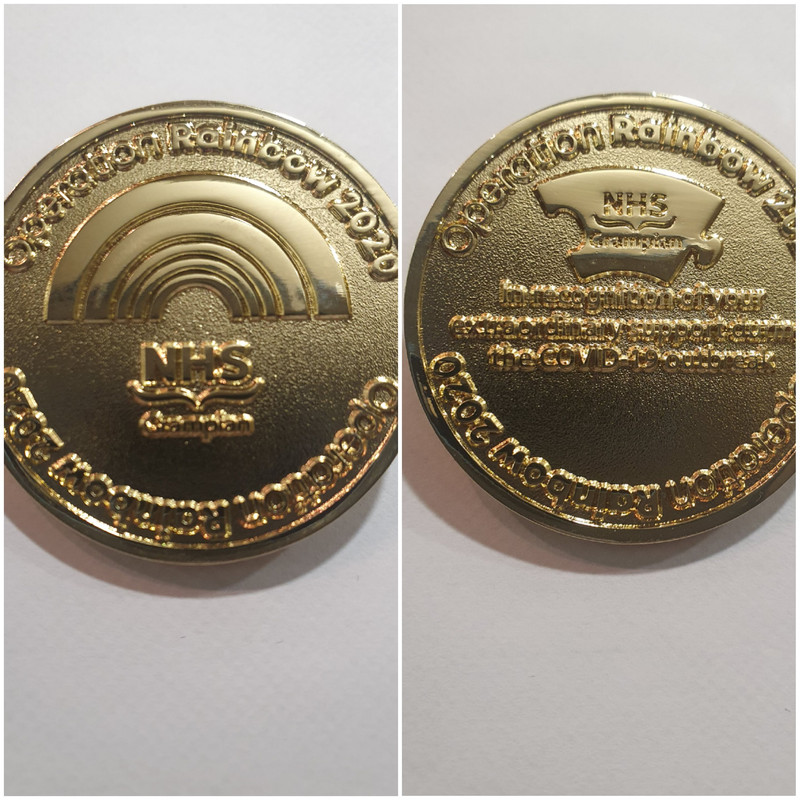 Operation Rainbow 2020
NHS
Grampian
Operation Rainbow 2020
Operation Rainbow 20
NHS
Grampian
In recognition of your
extraordinary support during
the COVID-19 outbreak.
Operation Rainbow 2020